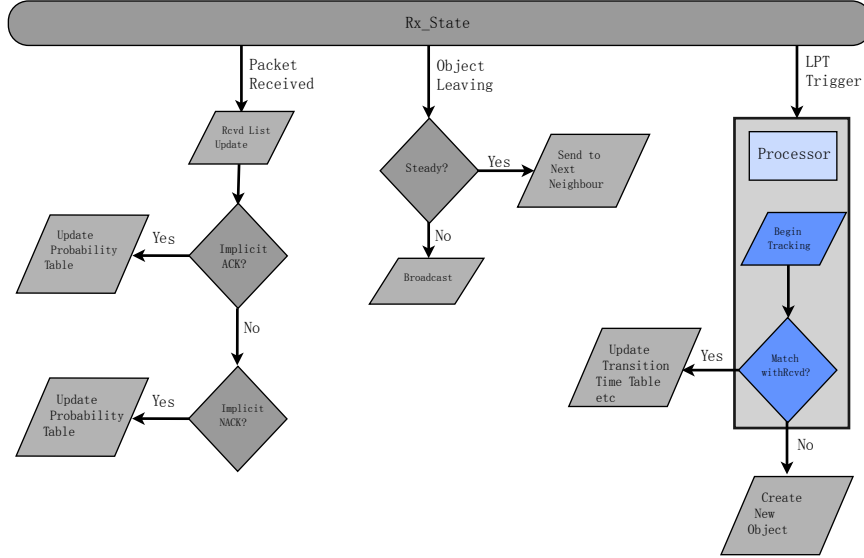 Rx_State
Packet
Received
Rcvd List
Update
Implicit
ACK?
Yes
Update
Probability
Table
No
Implicit
NACK?
Yes
Update
Probability
Table
Object
Leaving
Steady?
Yes
Send to
Next
Neighbour
No
Broadcast
LPT
Trigger
Processor
Begin
Tracking
Match
withRcvd?
Yes
Update
Transition
Time Table
etc
No
Create
New
Object